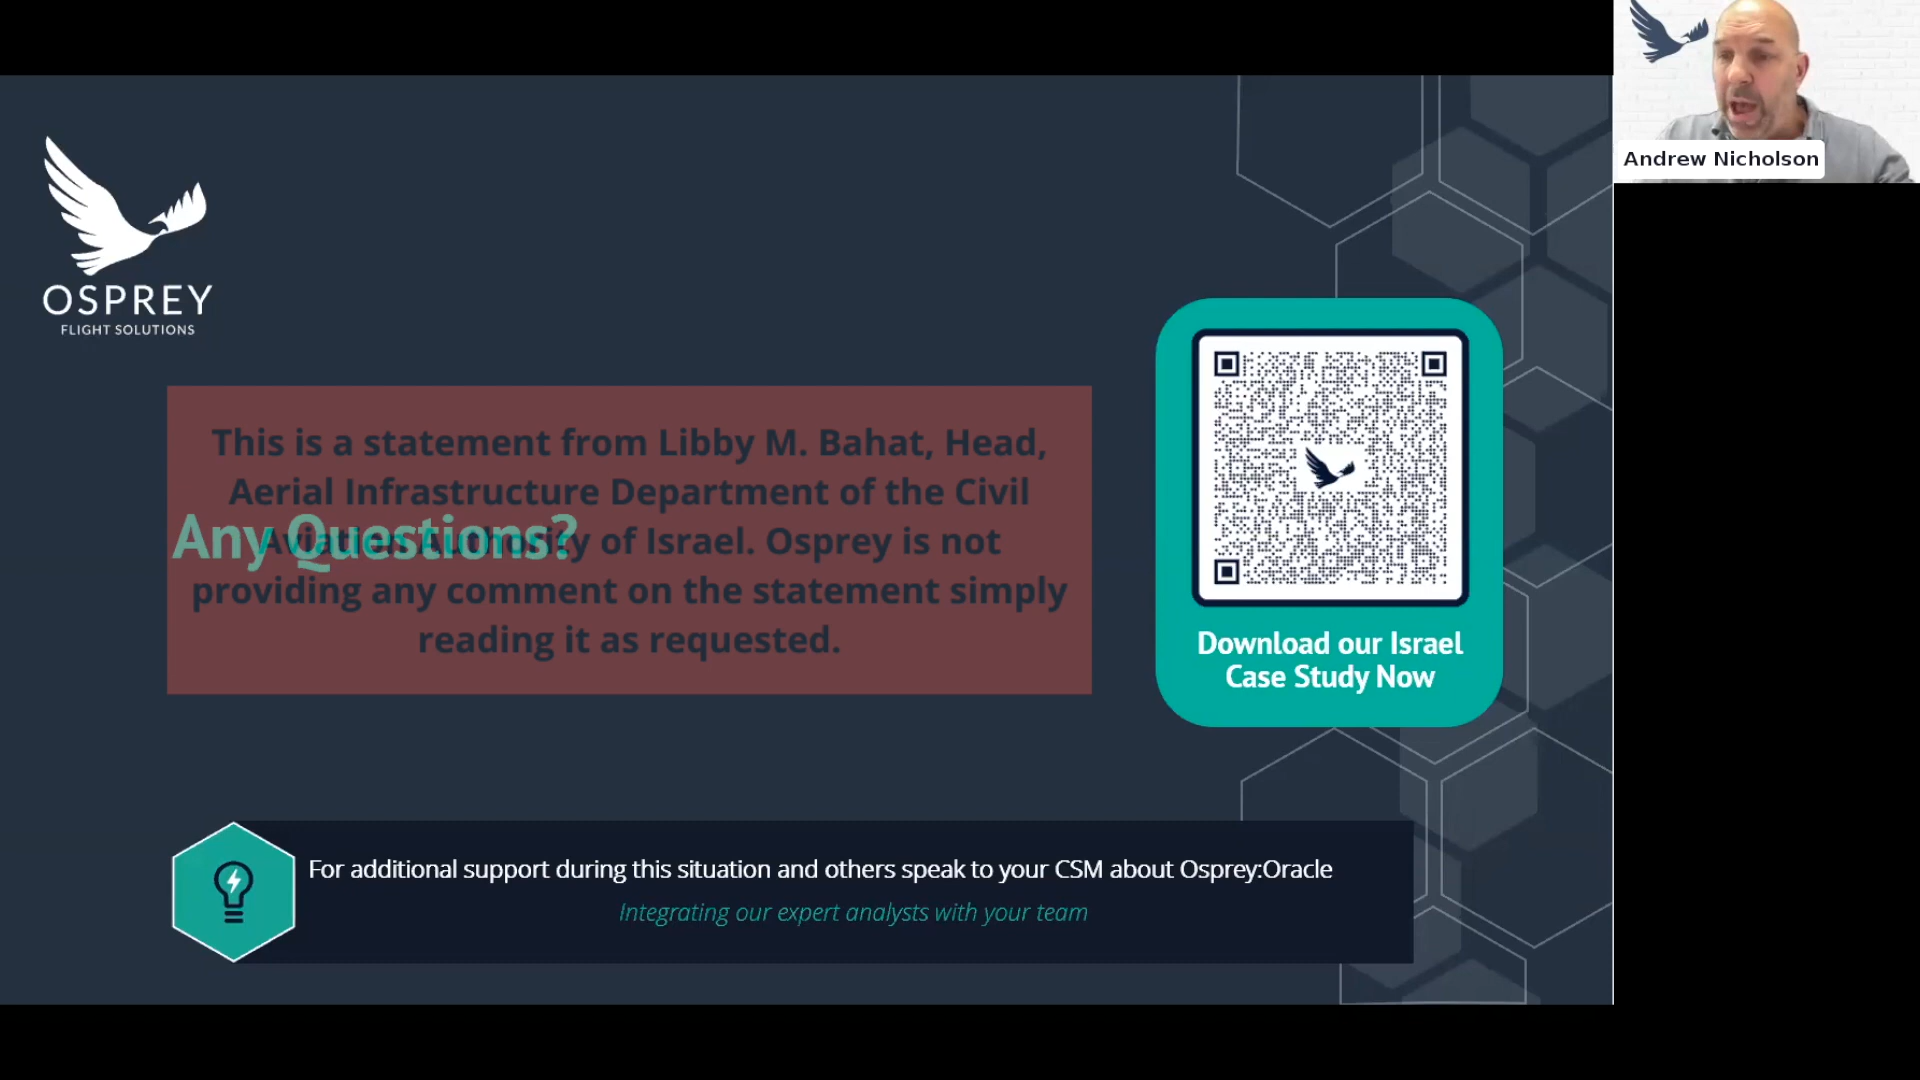 Andrew Nicholson
OSPREY
FLIGHT SOLUTIONS
This is a statement from Libby M. Bahat, Head,
Aerial Infrastructure Department of the Civil
Aviation Authority of Israel. Osprey is not
providing any comment on the statement simply
reading it as requested.
Any Questions?
Download our Israel
Case Study Now
For additional support during this situation and others speak to your CSM about Osprey:Oracle
Integrating our expert analysts with your team